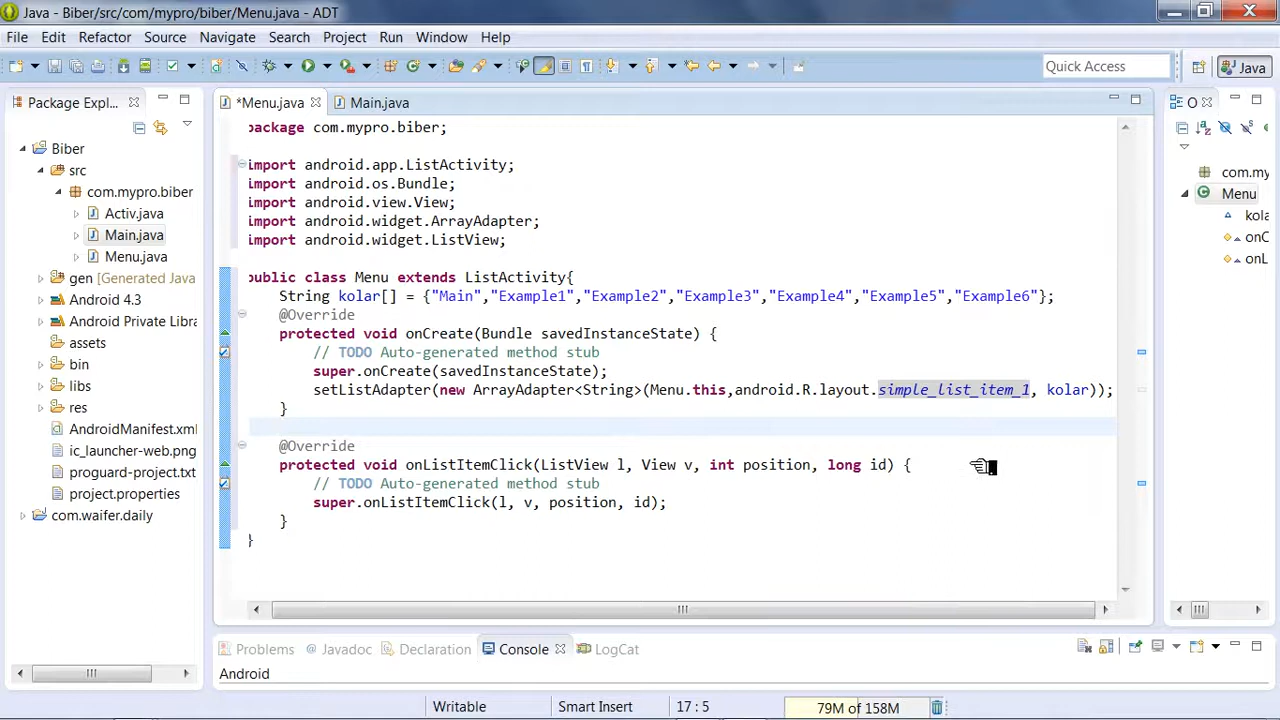 Java - Biber/src/com/mypro/biber/Menu.java - ADT
File Edit Refactor Source Navigate Search Project Run Window Help
Quick Access
Java
Package Expl...
*Menu.java
Main.java
O
Biber
src
com.mypro.biber
Activ.java
Main.java
Menu.java
gen [Generated Java
Android 4.3
Android Private Libra
assets
bin
libs
res
AndroidManifest.xml
ic_launcher-web.png
proguard-project.txt
project.properties
com.waifer.daily
package com.mypro.biber;
import android.app.ListActivity;
import android.os.Bundle;
import android.view.View;
import android.widget.ArrayAdapter;
import android.widget.ListView;
public class Menu extends ListActivity{
String kolar[] = {"Main","Example1","Example2","Example3","Example4","Example5","Example6"};
@Override
protected void onCreate(Bundle savedInstanceState) {
// TODO Auto-generated method stub
super.onCreate(savedInstanceState);
setListAdapter(new ArrayAdapter<String>(Menu.this,android.R.layout.simple_list_item_1, kolar));
}
@Override
protected void onListItemClick(ListView l, View v, int position, long id) {
// TODO Auto-generated method stub
super.onListItemClick(l, v, position, id);
}
}
com.my
Menu
kola
onC
onL
Problems Javadoc Declaration Console LogCat
Android
Writable Smart Insert 17 : 5 79M of 158M